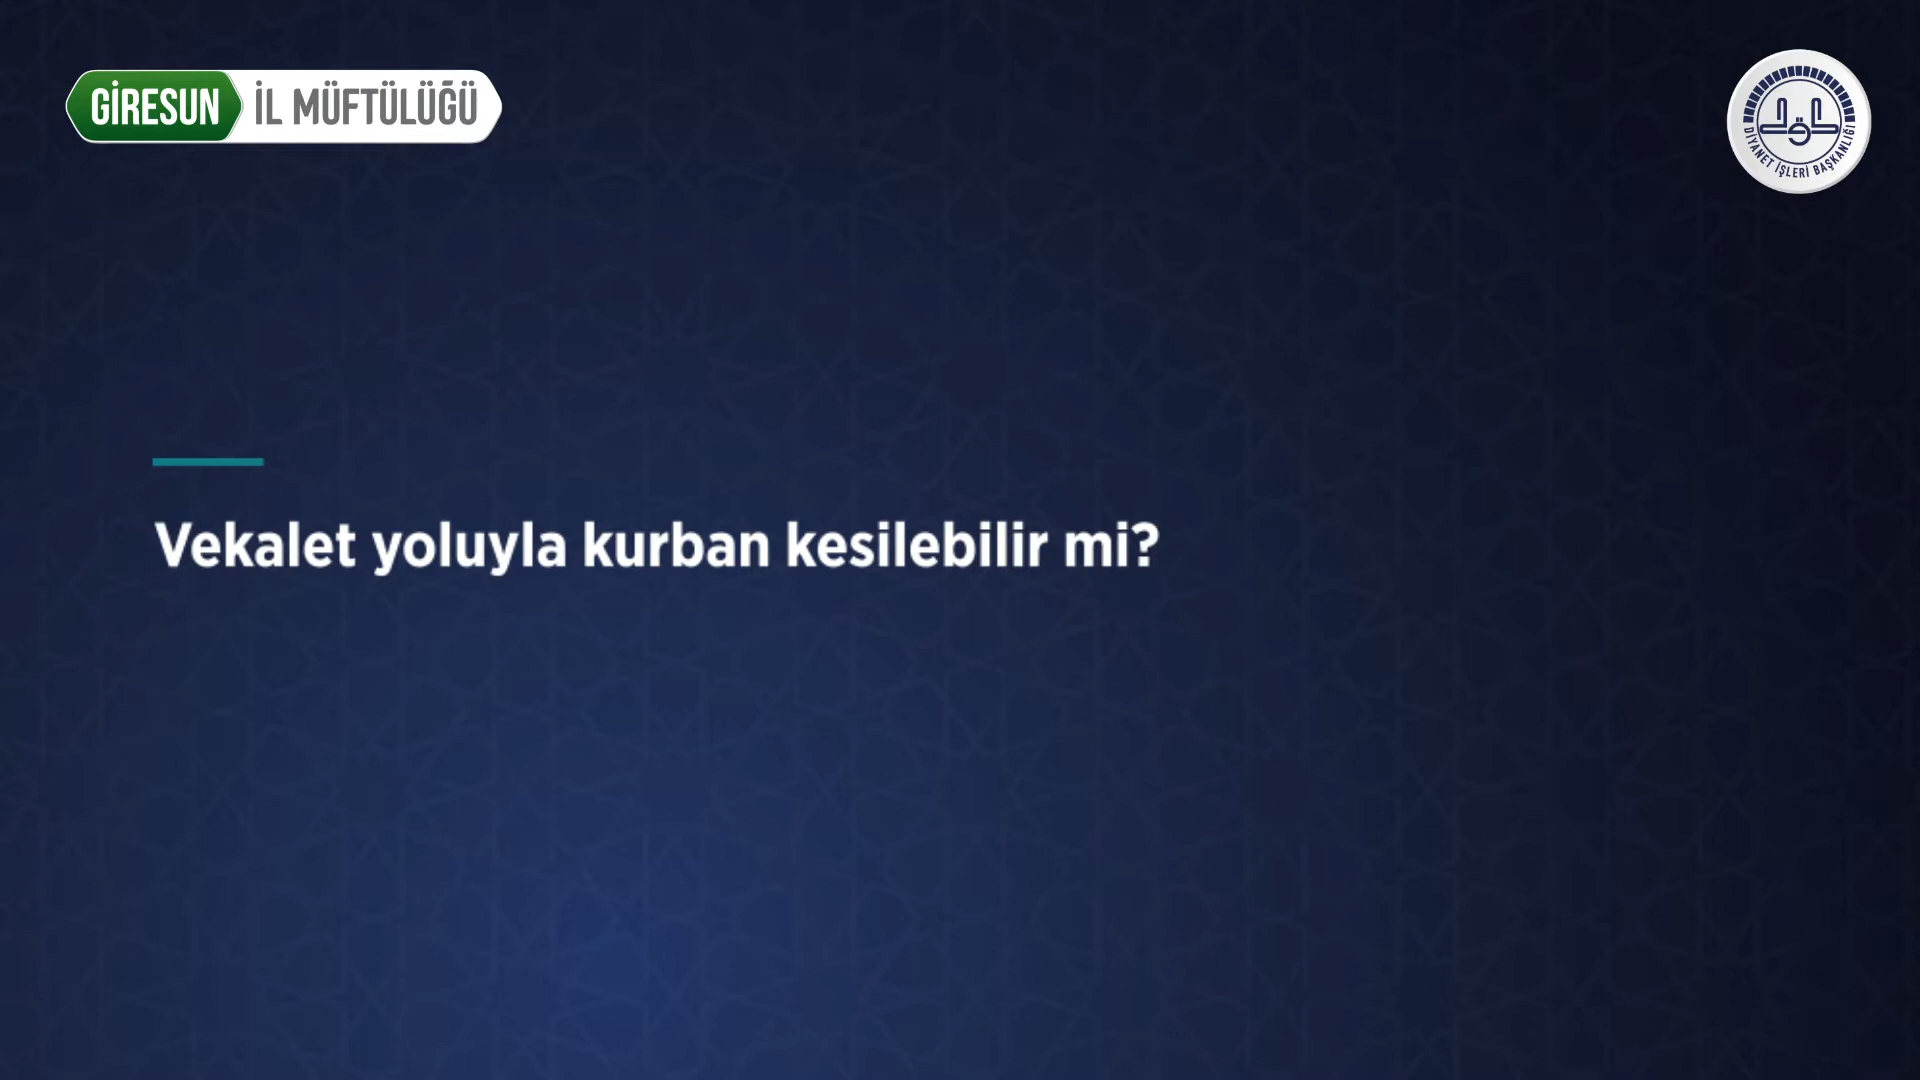 GİRESUN İL MÜFTÜLÜĞÜ
DİYANET İŞLERİ BAŞKANLIĞI
Vekalet yoluyla kurban kesilebilir mi?